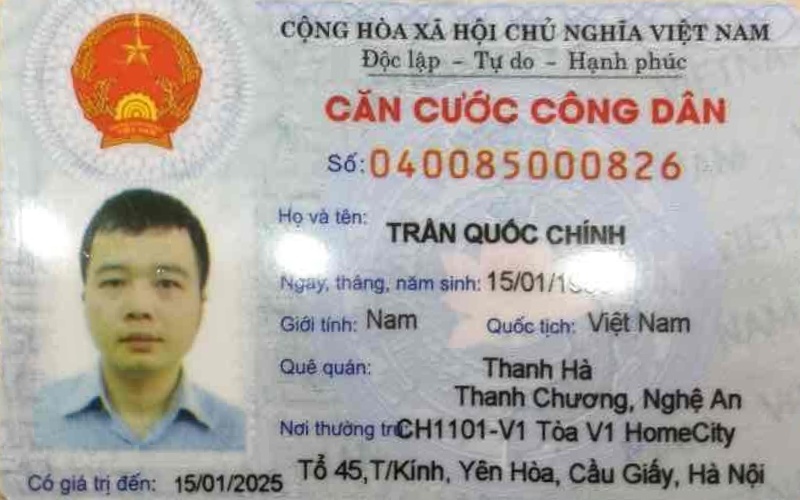 CỘNG HÒA XÃ HỘI CHỦ NGHĨA VIỆT NAM
Độc lập - Tự do - Hạnh phúc
CĂN CƯỚC CÔNG DÂN
Số: 040085000826
Họ và tên: TRẦN QUỐC CHÍNH
Ngày, tháng, năm sinh: 15/01/
Giới tính: Nam Quốc tịch: Việt Nam
Quê quán: Thanh Hà
Thanh Chương, Nghệ An
Nơi thường CH1101-V1 Tòa V1 HomeCity
Tổ 45,T/Kính, Yên Hòa, Cầu Giấy, Hà Nội
Có giá trị đến: 15/01/2025